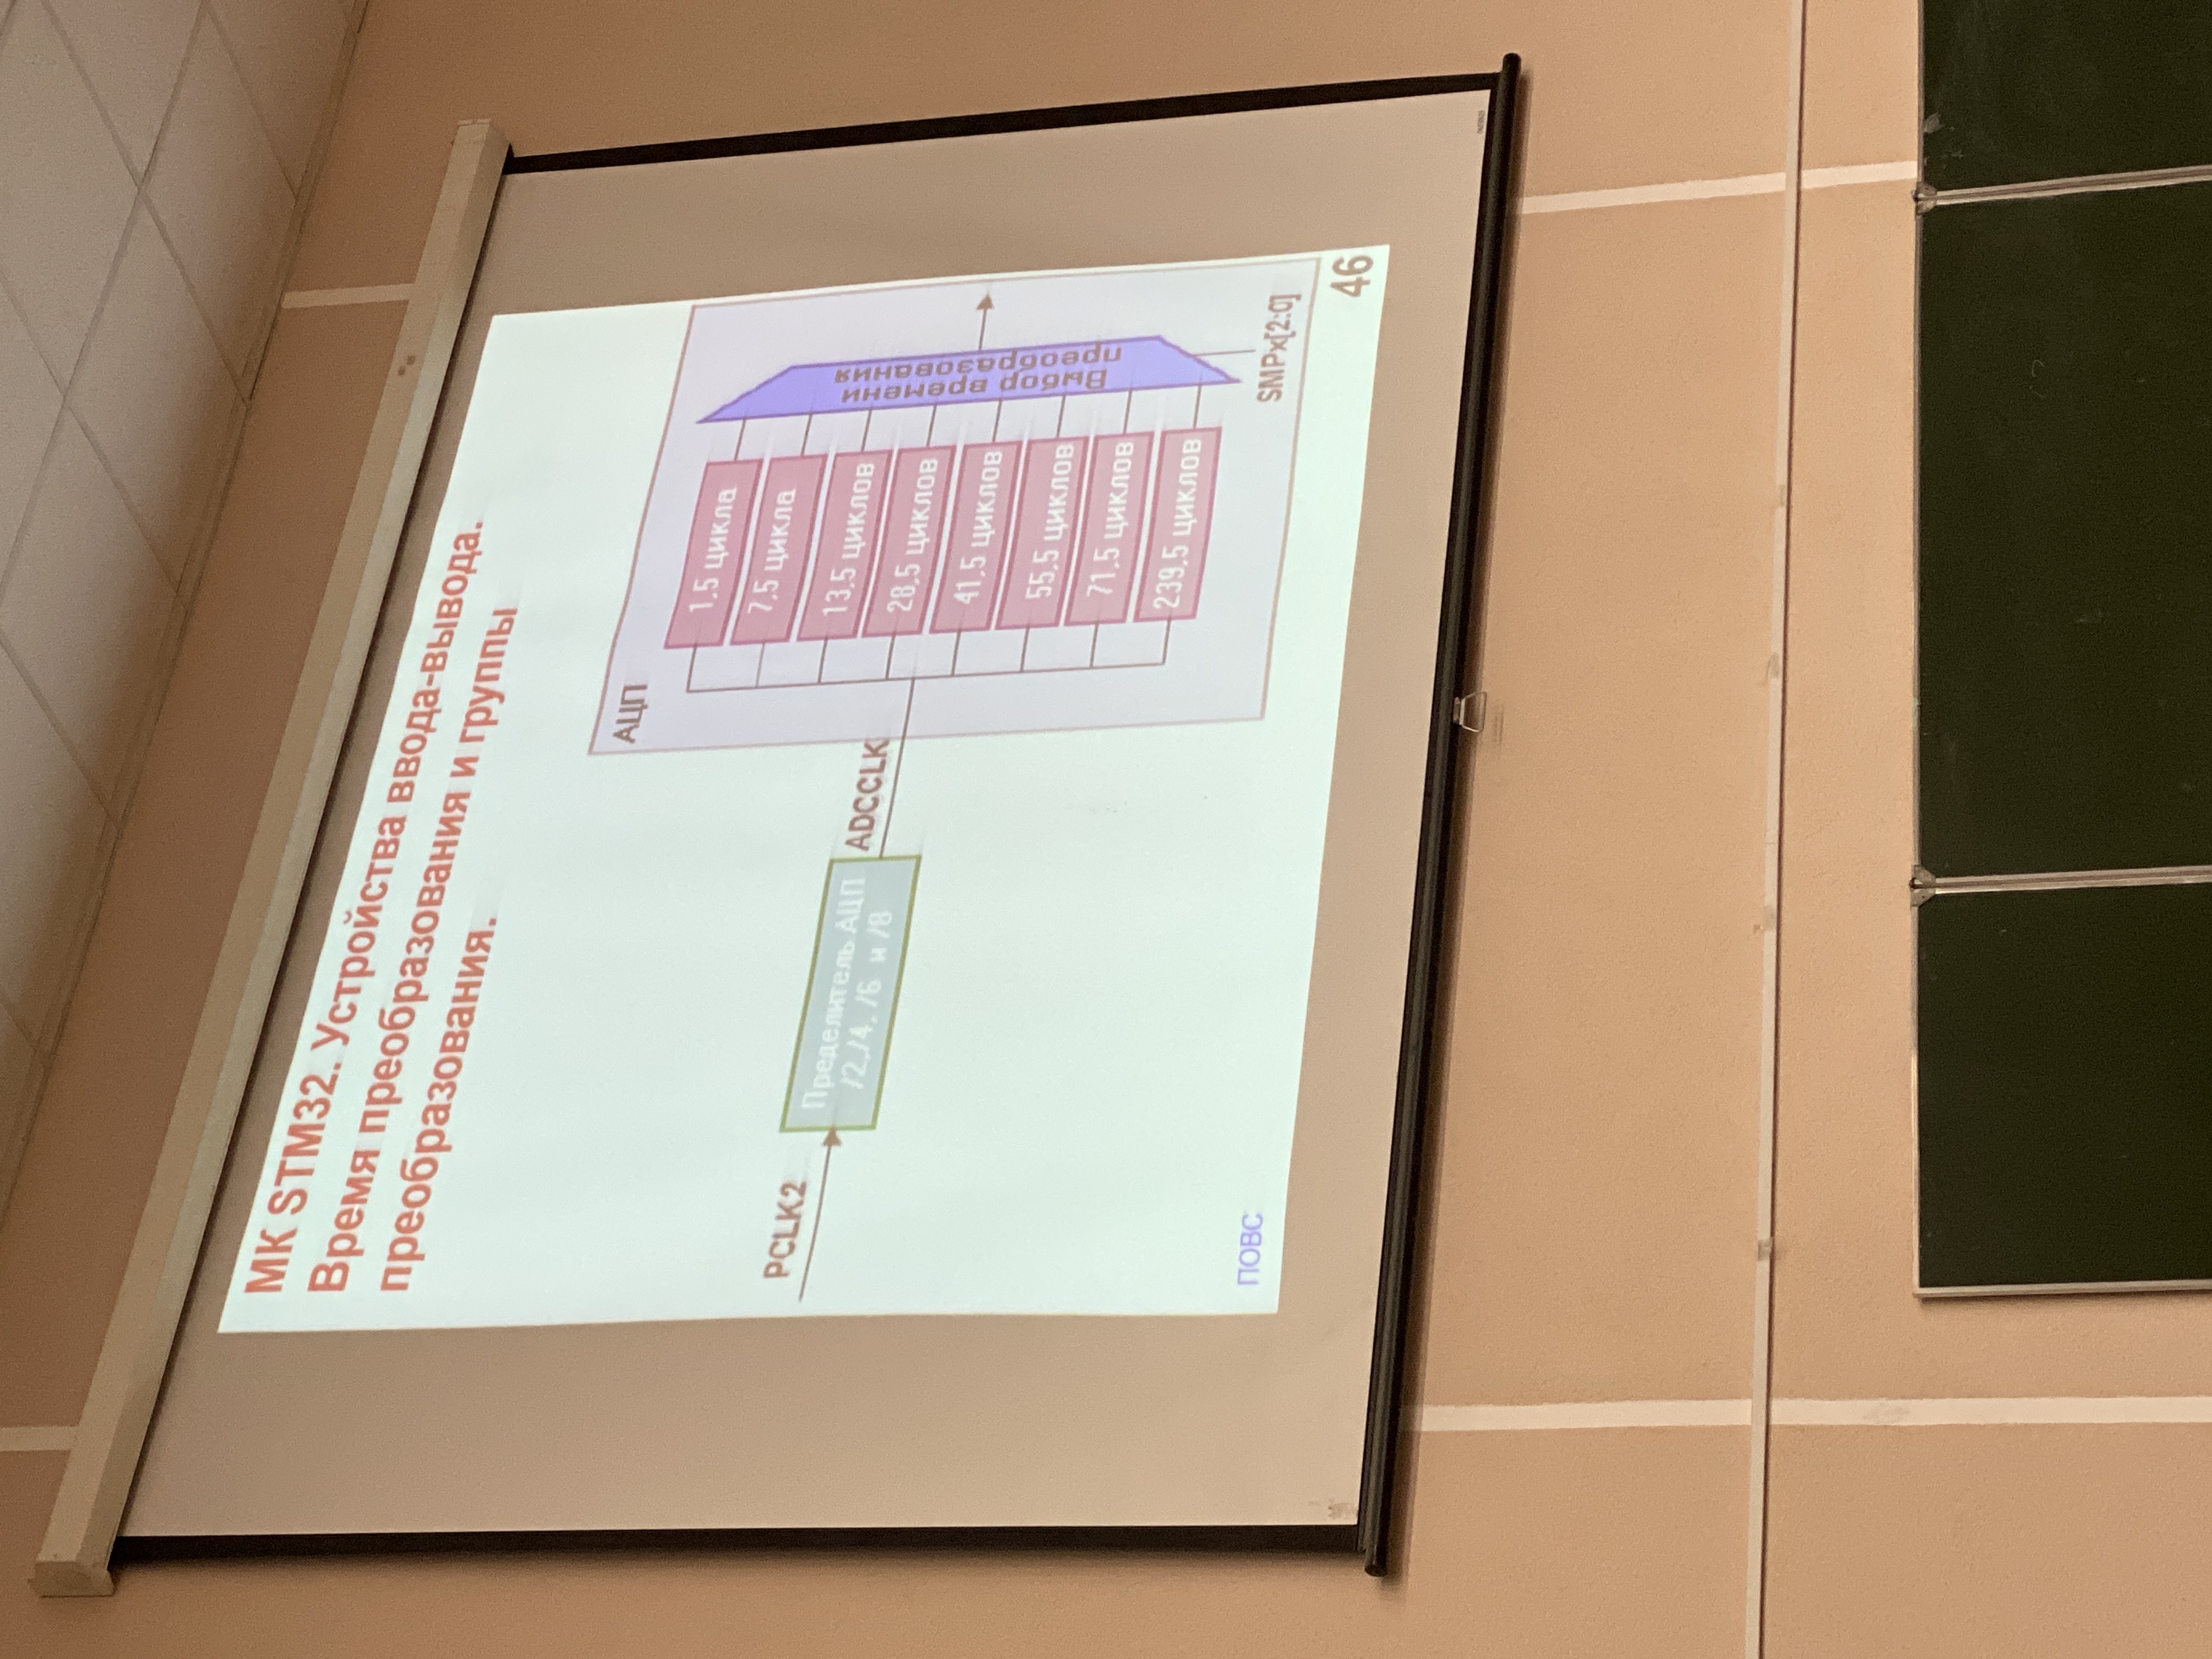 МК STM32. Устройства ввода-вывода.
Время преобразования и группы
преобразования.
АЦП
PCLK2
Пределитель АЦП
/2,/4, /6 и /8
ADCCLK
1,5 цикла
7,5 цикла
13,5 циклов
28,5 циклов
41,5 циклов
55,5 циклов
71,5 циклов
239,5 циклов
Выбор времени
преобразования
SMPx[2:0]
ПОВС
46